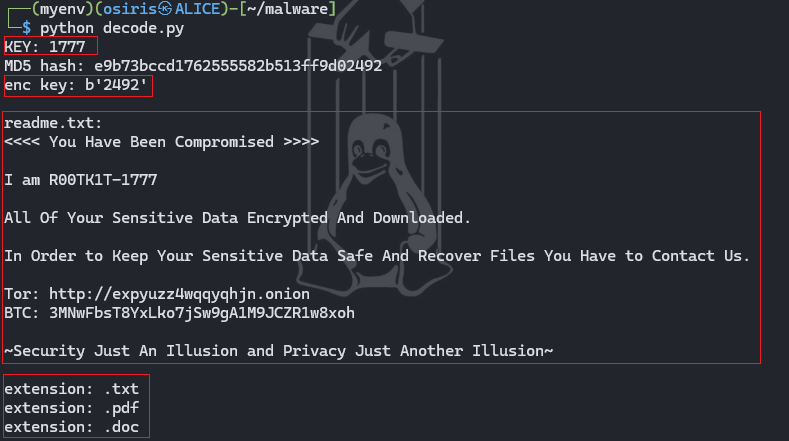 (myenv)(osiris㉿ALICE)-[~/malware]
$ python decode.py
KEY: 1777
MD5 hash: e9b73bccd1762555582b513ff9d02492
enc key: b'2492'
readme.txt:
<<<< You Have Been Compromised >>>>
I am R00TK1T-1777
All Of Your Sensitive Data Encrypted And Downloaded.
In Order to Keep Your Sensitive Data Safe And Recover Files You Have to Contact Us.
Tor: http://expyuzz4wqqyqhjn.onion
BTC: 3MNwFbsT8YxLko7jSw9gA1M9JCZR1w8xoh
~Security Just An Illusion and Privacy Just Another Illusion~
extension: .txt
extension: .pdf
extension: .doc